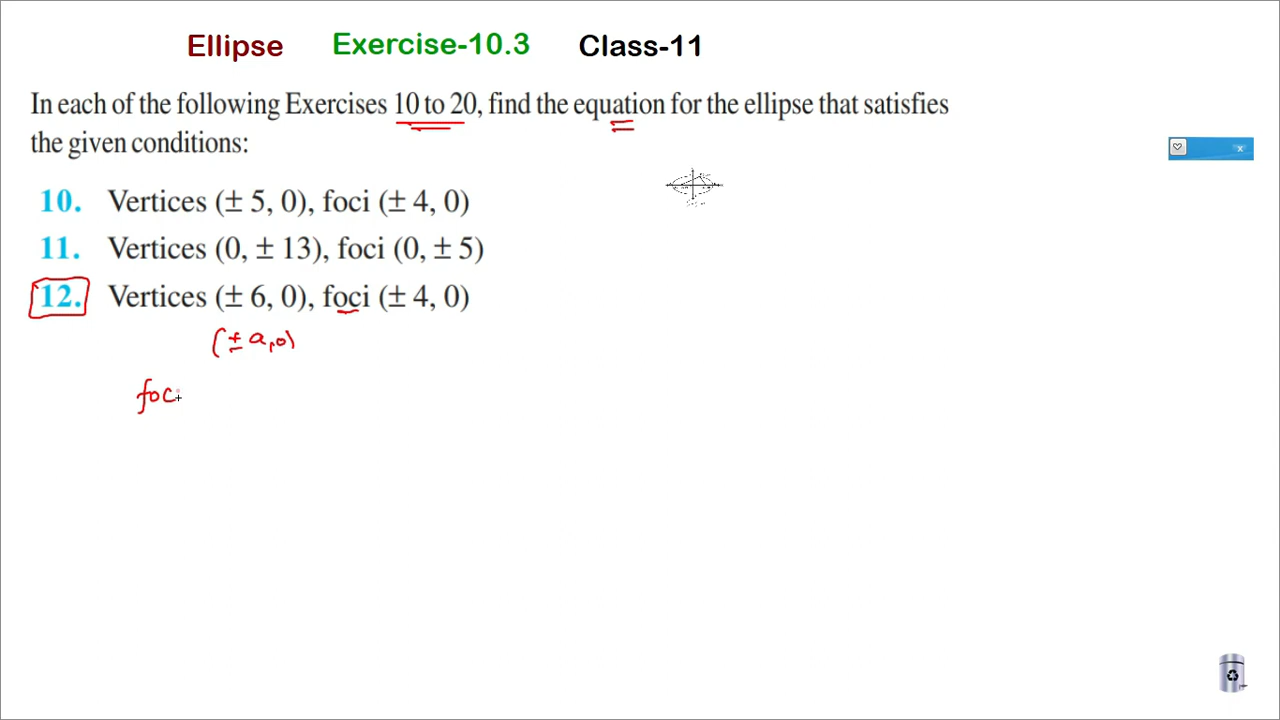 Ellipse Exercise-10.3 Class-11
In each of the following Exercises 10 to 20, find the equation for the ellipse that satisfies
the given conditions:
10. Vertices (± 5, 0), foci (± 4, 0)
11. Vertices (0, ± 13), foci (0, ± 5)
12. Vertices (± 6, 0), foci (± 4, 0)
(± a, 0)
foc